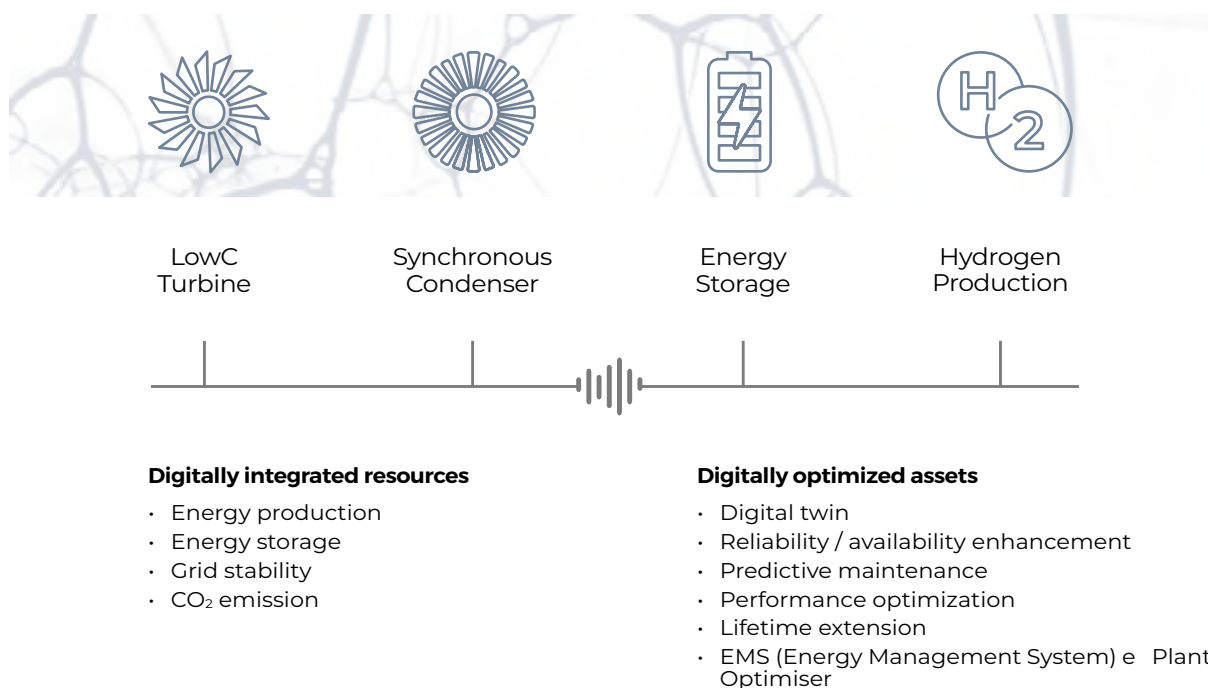 H
2
LowC
Turbine
Synchronous
Condenser
Energy
Storage
Hydrogen
Production
Digitally integrated resources
· Energy production
· Energy storage
· Grid stability
· CO₂ emission
Digitally optimized assets
· Digital twin
· Reliability / availability enhancement
· Predictive maintenance
· Performance optimization
· Lifetime extension
· EMS (Energy Management System) e Plant
Optimiser